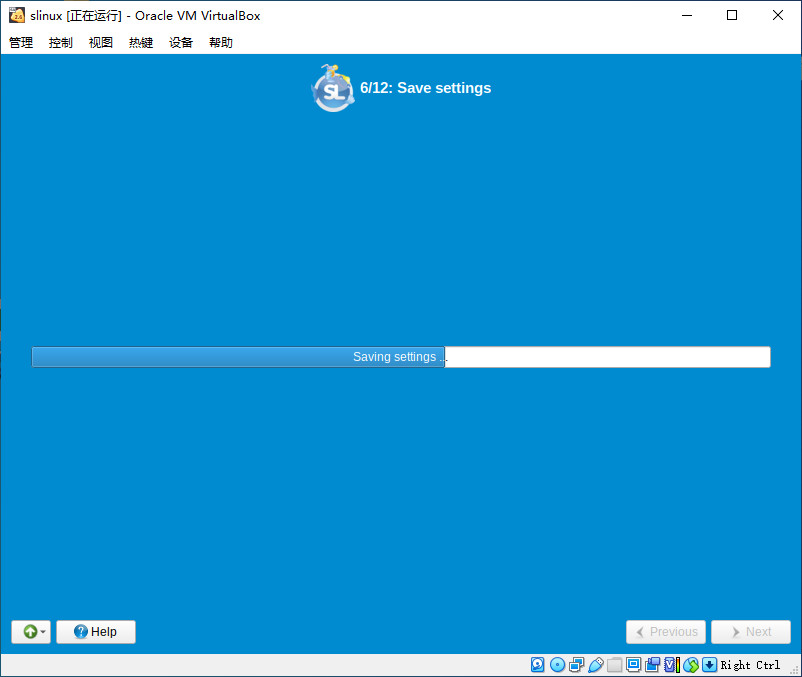 slinux [正在运行] - Oracle VM VirtualBox
管理 控制 视图 热键 设备 帮助
SL 6/12: Save settings
Saving settings ...
Help Previous Next
Right Ctrl